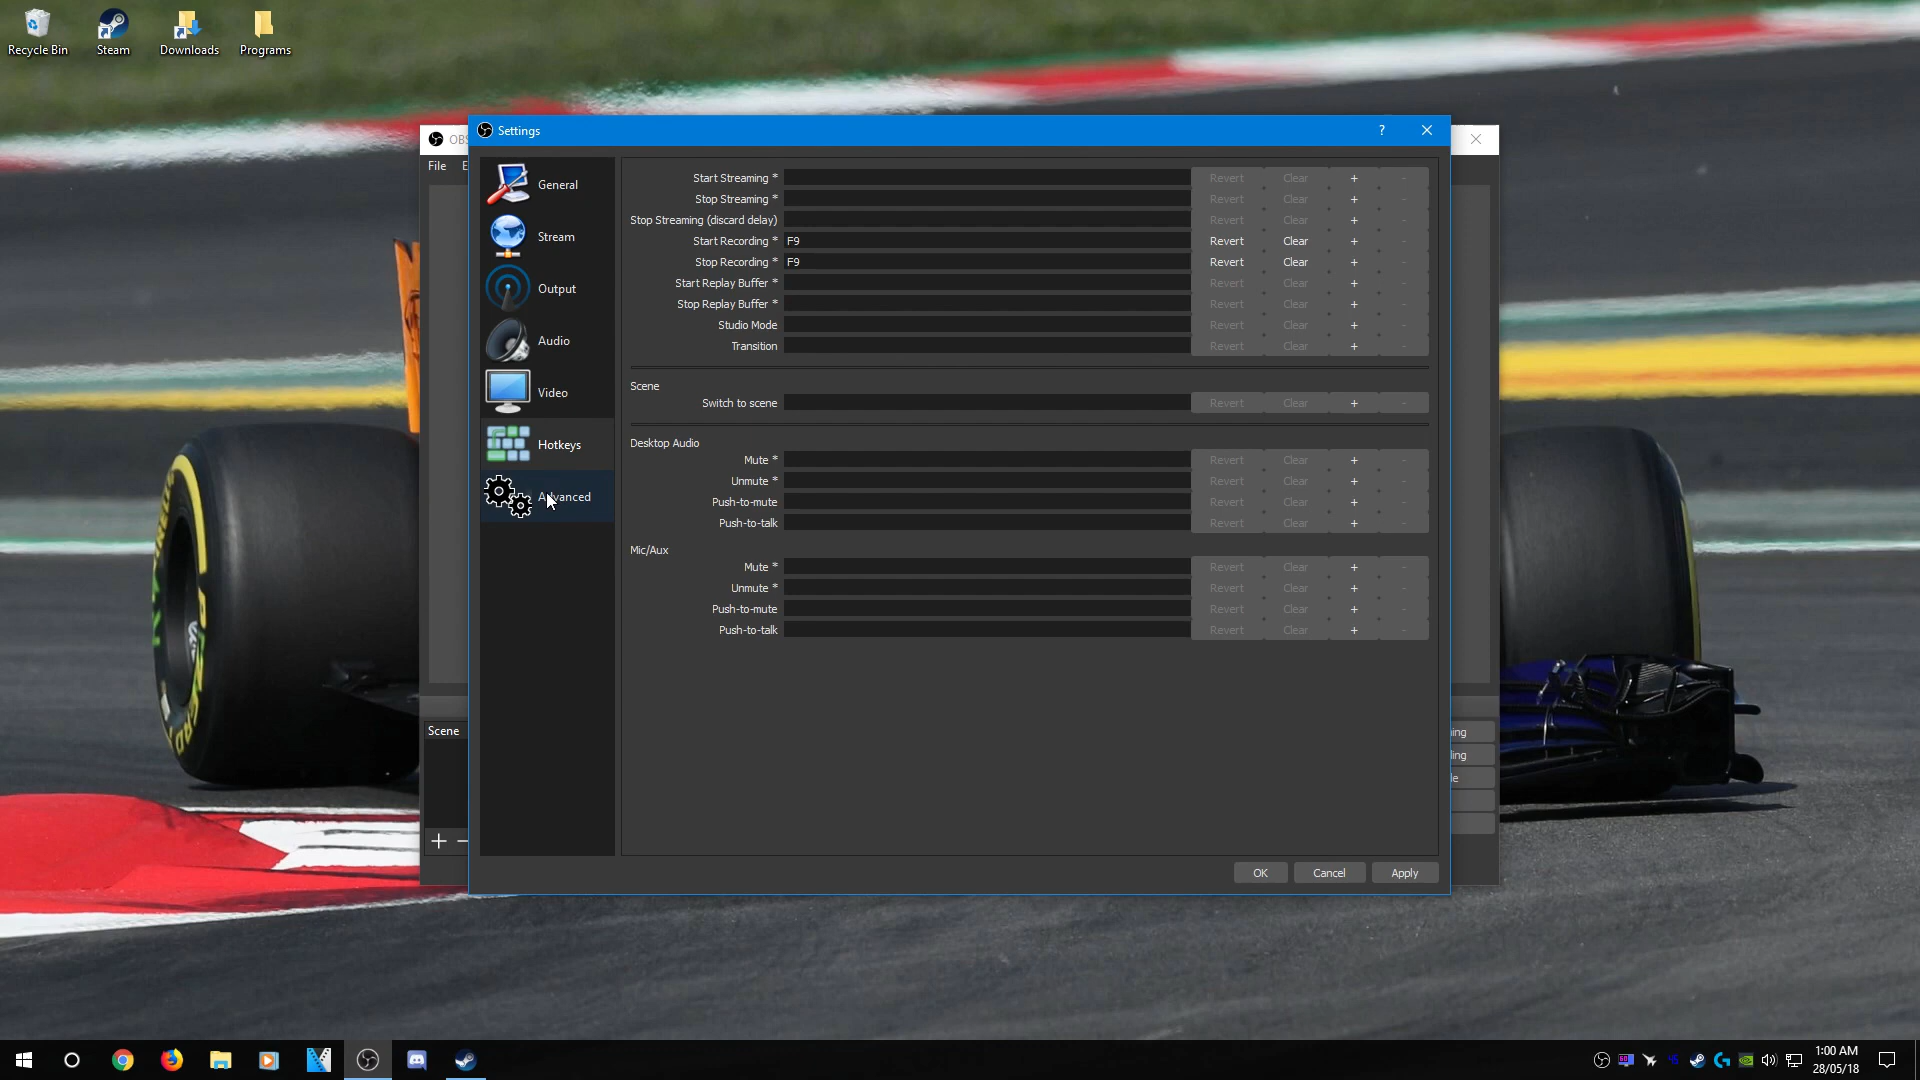 Recycle Bin
Steam
Downloads
Programs
OBS
Settings
?
File
General
Stream
Output
Audio
Video
Hotkeys
Advanced
Start Streaming * Revert Clear + -
Stop Streaming * Revert Clear + -
Stop Streaming (discard delay) Revert Clear + -
Start Recording * F9 Revert Clear + -
Stop Recording * F9 Revert Clear + -
Start Replay Buffer * Revert Clear + -
Stop Replay Buffer * Revert Clear + -
Studio Mode Revert Clear + -
Transition Revert Clear + -
Scene
Switch to scene Revert Clear + -
Desktop Audio
Mute * Revert Clear + -
Unmute * Revert Clear + -
Push-to-mute Revert Clear + -
Push-to-talk Revert Clear + -
Mic/Aux
Mute * Revert Clear + -
Unmute * Revert Clear + -
Push-to-mute Revert Clear + -
Push-to-talk Revert Clear + -
Scene
OK
Cancel
Apply
1:00 AM
28/05/18